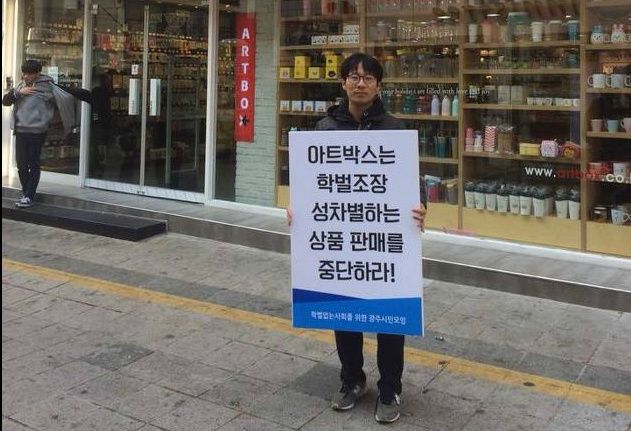 ARTBOX
아트박스는
학벌조장
성차별하는
상품 판매를
중단하라!
학벌없는사회를 위한 광주시민모임
www.artbox.co.